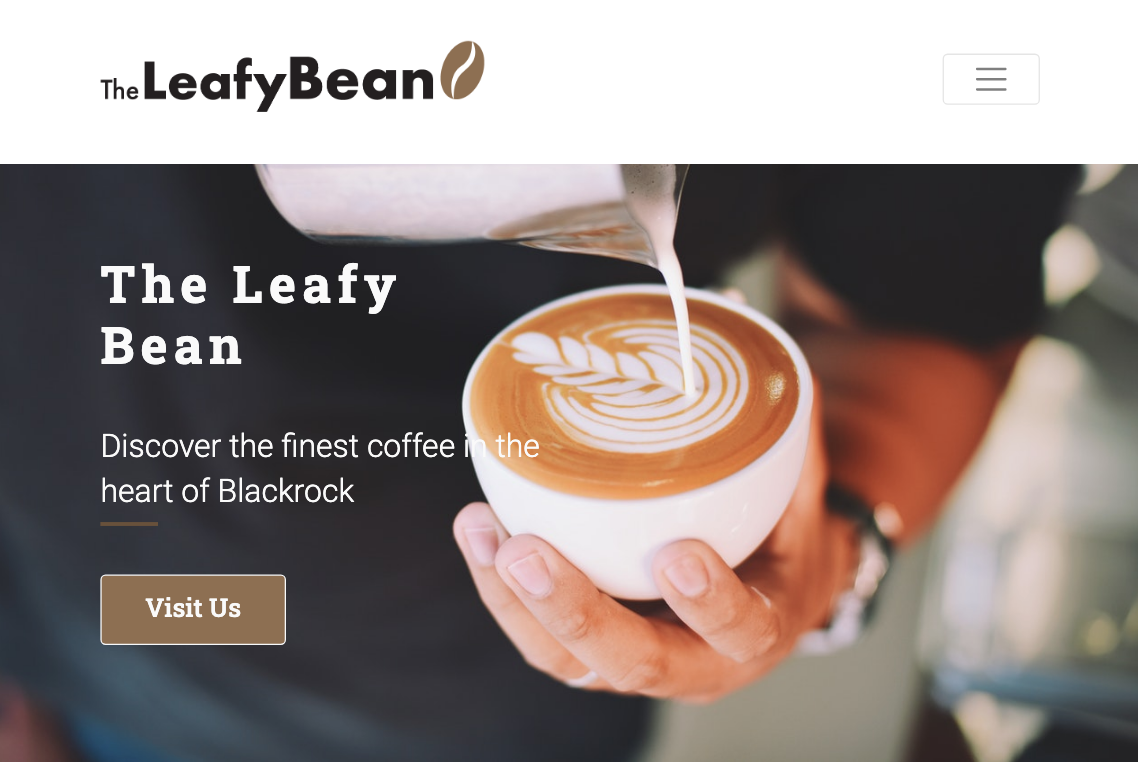 The LeafyBean
The Leafy
Bean
Discover the finest coffee in the
heart of Blackrock
Visit Us